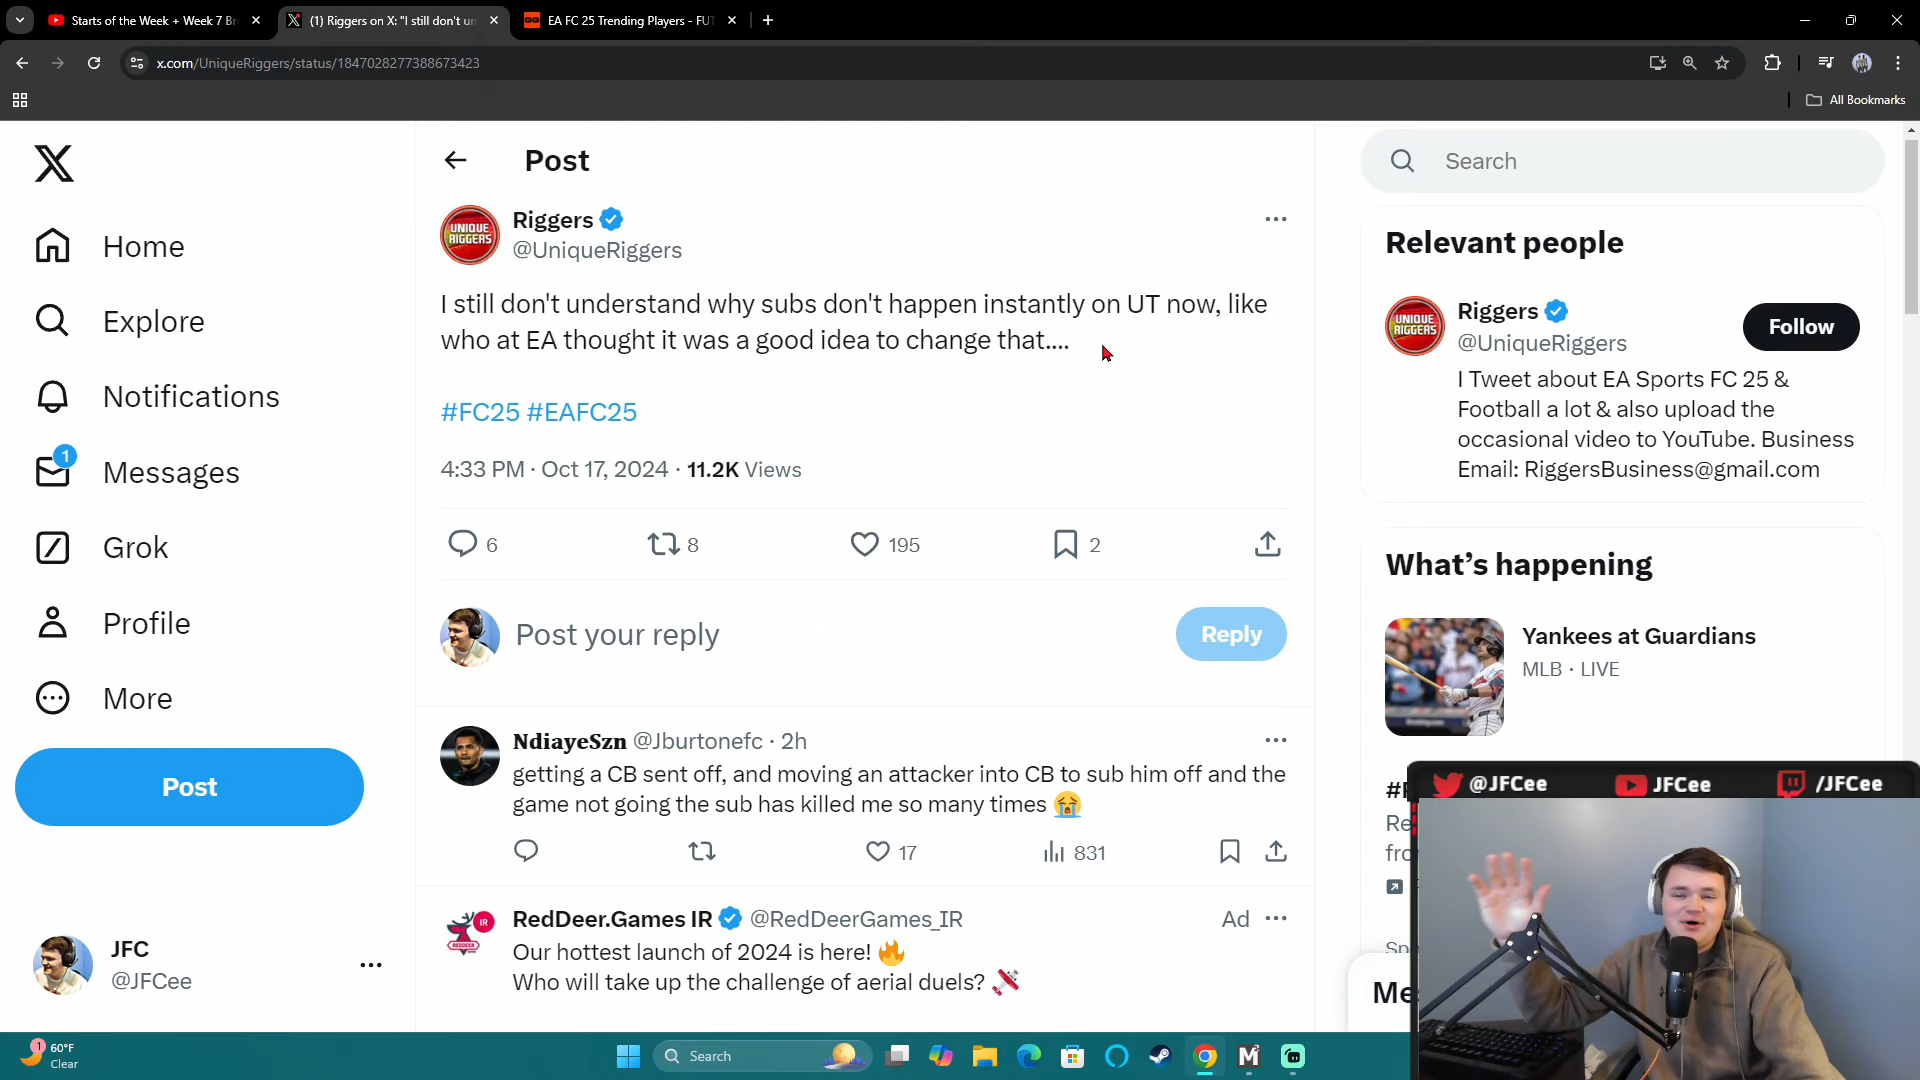 Starts of the Week + Week 7 Br
(1) Riggers on X: "I still don't un
EA FC 25 Trending Players - FUT
x.com/UniqueRiggers/status/1847028277388673423
All Bookmarks
Home
Explore
Notifications
1
Messages
Grok
Profile
More
Post
JFC
@JFCee
Post
UNIQUE
RIGGERS
Riggers
@UniqueRiggers
I still don't understand why subs don't happen instantly on UT now, like
who at EA thought it was a good idea to change that....
#FC25 #EAFC25
4:33 PM · Oct 17, 2024 · 11.2K Views
6
8
195
2
Post your reply
Reply
NdiayeSzn @Jburtonefc · 2h
getting a CB sent off, and moving an attacker into CB to sub him off and the
game not going the sub has killed me so many times 😭
17
831
IR
REDDEER
RedDeer.Games IR @RedDeerGames_IR
Ad
Our hottest launch of 2024 is here! 🔥
Who will take up the challenge of aerial duels? 🛩
Search
Relevant people
UNIQUE
RIGGERS
Riggers
@UniqueRiggers
Follow
I Tweet about EA Sports FC 25 &
Football a lot & also upload the
occasional video to YouTube. Business
Email: RiggersBusiness@gmail.com
What's happening
Yankees at Guardians
MLB · LIVE
@JFCee
JFCee
/JFCee
Me
1
60°F
Clear
Search